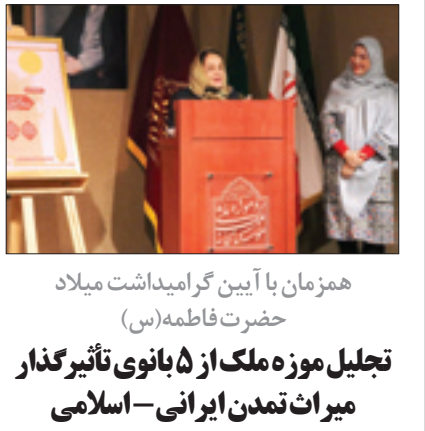 همزمان با آیین گرامیداشت میلاد
حضرت فاطمه(س)
تجلیل موزه ملک از ۵ بانوی تأثیرگذار
میراث تمدن ایرانی – اسلامی